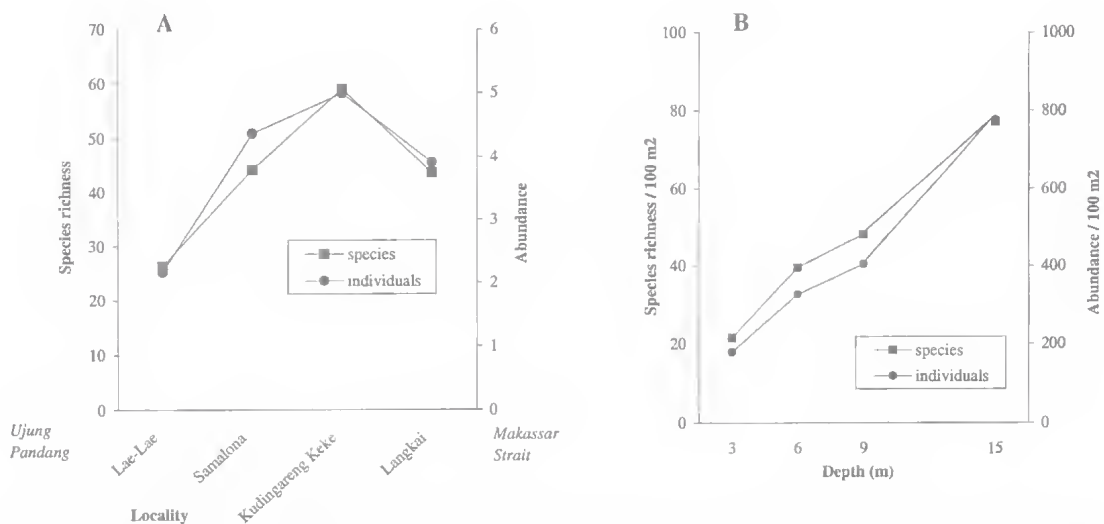 A
70
60
50
40
30
20
10
0
Species richness
6
5
4
3
2
1
0
Abundance
species
individuals
Ujung
Pandang
Lae-Lae
Samalona
Kudingareng Keke
Langkai
Makassar
Strait
Locality
B
100
80
60
40
20
0
Species richness / 100 m2
1000
800
600
400
200
0
Abundance / 100 m2
species
individuals
3
6
9
15
Depth (m)